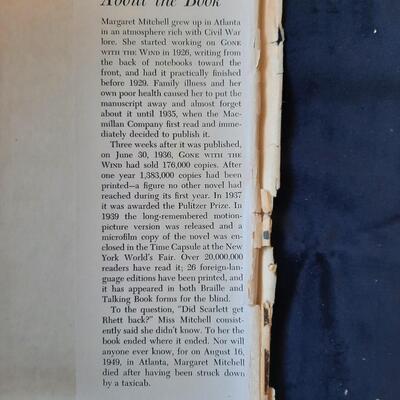 About the Book
Margaret Mitchell grew up in Atlanta
in an atmosphere rich with Civil War
lore. She started working on GONE
WITH THE WIND in 1926, writing from
the back of notebooks toward the
front, and had it practically finished
before 1929. Family illness and her
own poor health caused her to put the
manuscript away and almost forget
about it until 1935, when the Mac-
millan Company first read and imme-
diately decided to publish it.
Three weeks after it was published,
on June 30, 1936, GONE WITH THE
WIND had sold 176,000 copies. After
one year 1,383,000 copies had been
printed—a figure no other novel had
reached during its first year. In 1937
it was awarded the Pulitzer Prize. In
1939 the long-remembered motion-
picture version was released and a
microfilm copy of the novel was en-
closed in the Time Capsule at the New
York World's Fair. Over 20,000,000
readers have read it; 26 foreign-lan-
guage editions have been printed, and
it has appeared in both Braille and
Talking Book forms for the blind.
To the question, "Did Scarlett get
Rhett back?" Miss Mitchell consist-
ently said she didn't know. To her the
book ended where it ended. Nor will
anyone ever know, for on August 16,
1949, in Atlanta, Margaret Mitchell
died after having been struck down
by a taxicab.